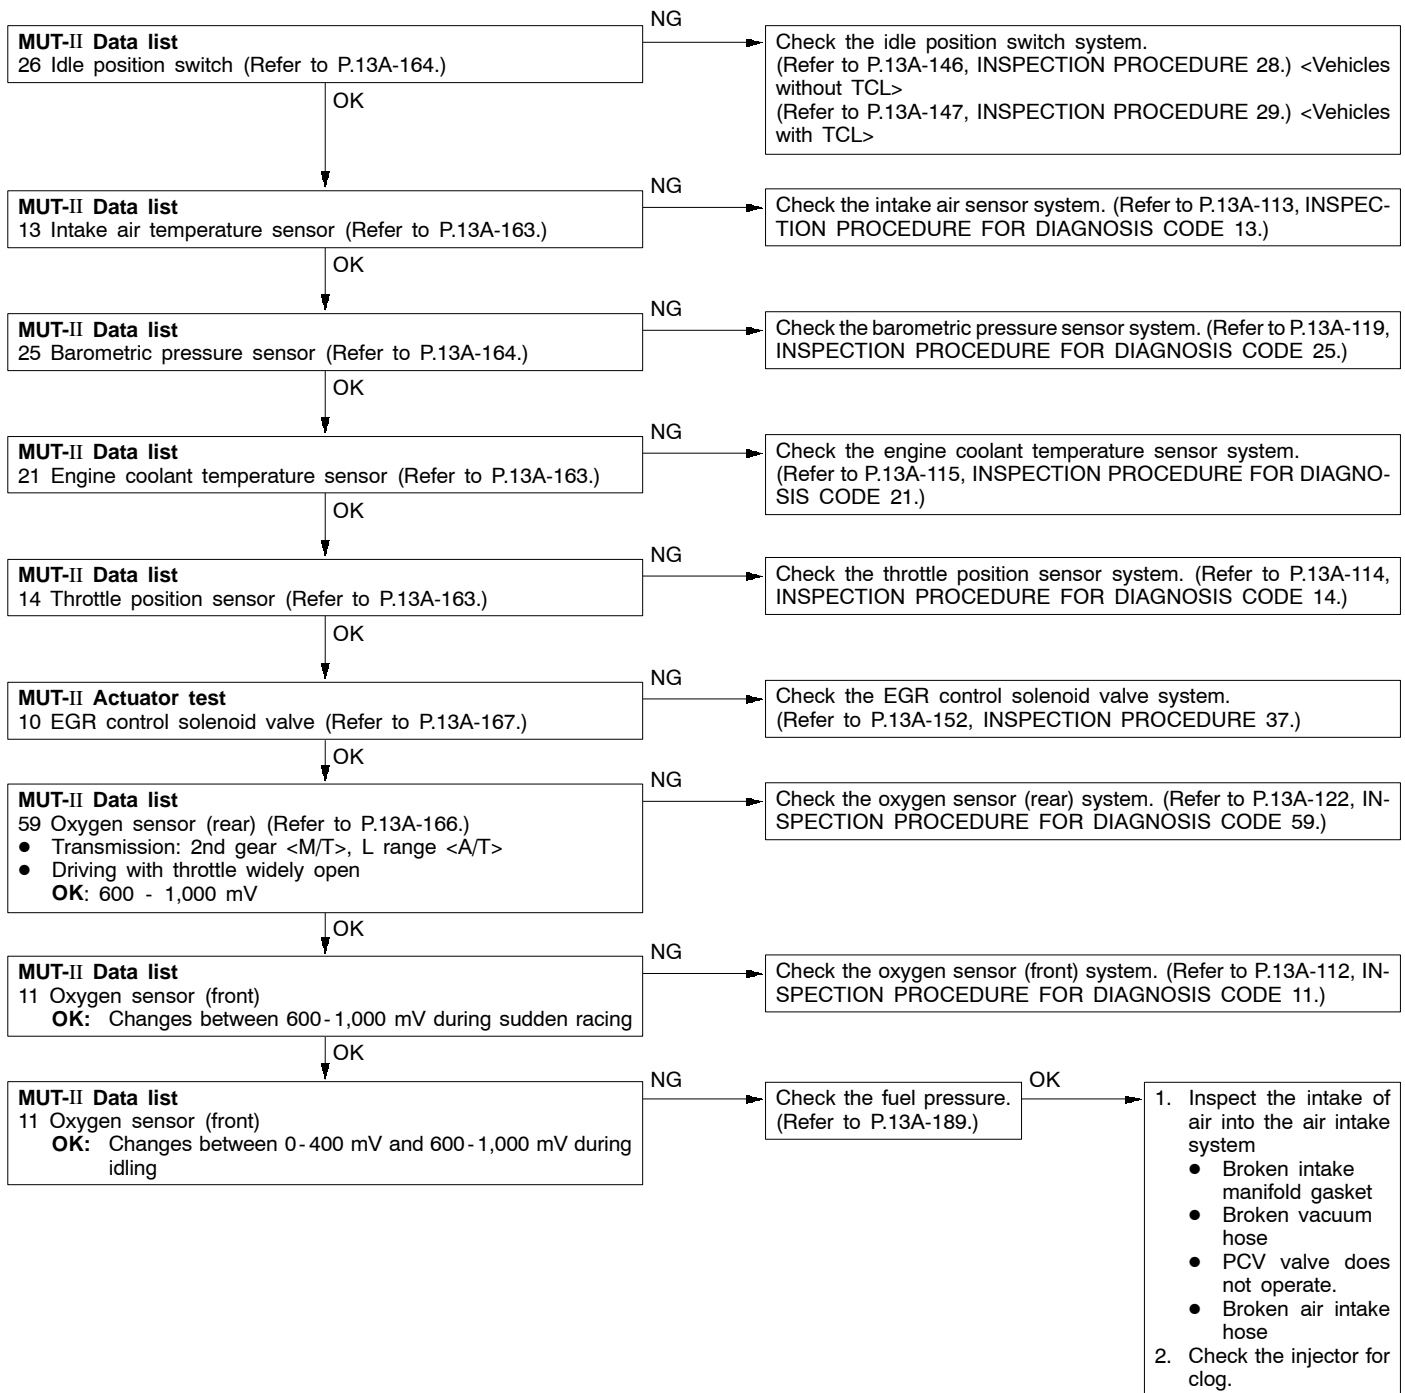 NG
MUT-II Data list
26 Idle position switch (Refer to P.13A-164.)
Check the idle position switch system.
(Refer to P.13A-146, INSPECTION PROCEDURE 28.) <Vehicles
without TCL>
(Refer to P.13A-147, INSPECTION PROCEDURE 29.) <Vehicles
with TCL>
OK
NG
MUT-II Data list
13 Intake air temperature sensor (Refer to P.13A-163.)
Check the intake air sensor system. (Refer to P.13A-113, INSPEC-
TION PROCEDURE FOR DIAGNOSIS CODE 13.)
OK
NG
MUT-II Data list
25 Barometric pressure sensor (Refer to P.13A-164.)
Check the barometric pressure sensor system. (Refer to P.13A-119,
INSPECTION PROCEDURE FOR DIAGNOSIS CODE 25.)
OK
NG
MUT-II Data list
21 Engine coolant temperature sensor (Refer to P.13A-163.)
Check the engine coolant temperature sensor system.
(Refer to P.13A-115, INSPECTION PROCEDURE FOR DIAGNO-
SIS CODE 21.)
OK
NG
MUT-II Data list
14 Throttle position sensor (Refer to P.13A-163.)
Check the throttle position sensor system. (Refer to P.13A-114,
INSPECTION PROCEDURE FOR DIAGNOSIS CODE 14.)
OK
NG
MUT-II Actuator test
10 EGR control solenoid valve (Refer to P.13A-167.)
Check the EGR control solenoid valve system.
(Refer to P.13A-152, INSPECTION PROCEDURE 37.)
OK
NG
MUT-II Data list
59 Oxygen sensor (rear) (Refer to P.13A-166.)
● Transmission: 2nd gear <M/T>, L range <A/T>
● Driving with throttle widely open
OK: 600 - 1,000 mV
Check the oxygen sensor (rear) system. (Refer to P.13A-122, IN-
SPECTION PROCEDURE FOR DIAGNOSIS CODE 59.)
OK
NG
MUT-II Data list
11 Oxygen sensor (front)
OK: Changes between 600-1,000 mV during sudden racing
Check the oxygen sensor (front) system. (Refer to P.13A-112, IN-
SPECTION PROCEDURE FOR DIAGNOSIS CODE 11.)
OK
NG
MUT-II Data list
11 Oxygen sensor (front)
OK: Changes between 0-400 mV and 600-1,000 mV during
idling
Check the fuel pressure.
(Refer to P.13A-189.)
OK
1. Inspect the intake of
air into the air intake
system
● Broken intake
manifold gasket
● Broken vacuum
hose
● PCV valve does
not operate.
● Broken air intake
hose
2. Check the injector for
clog.